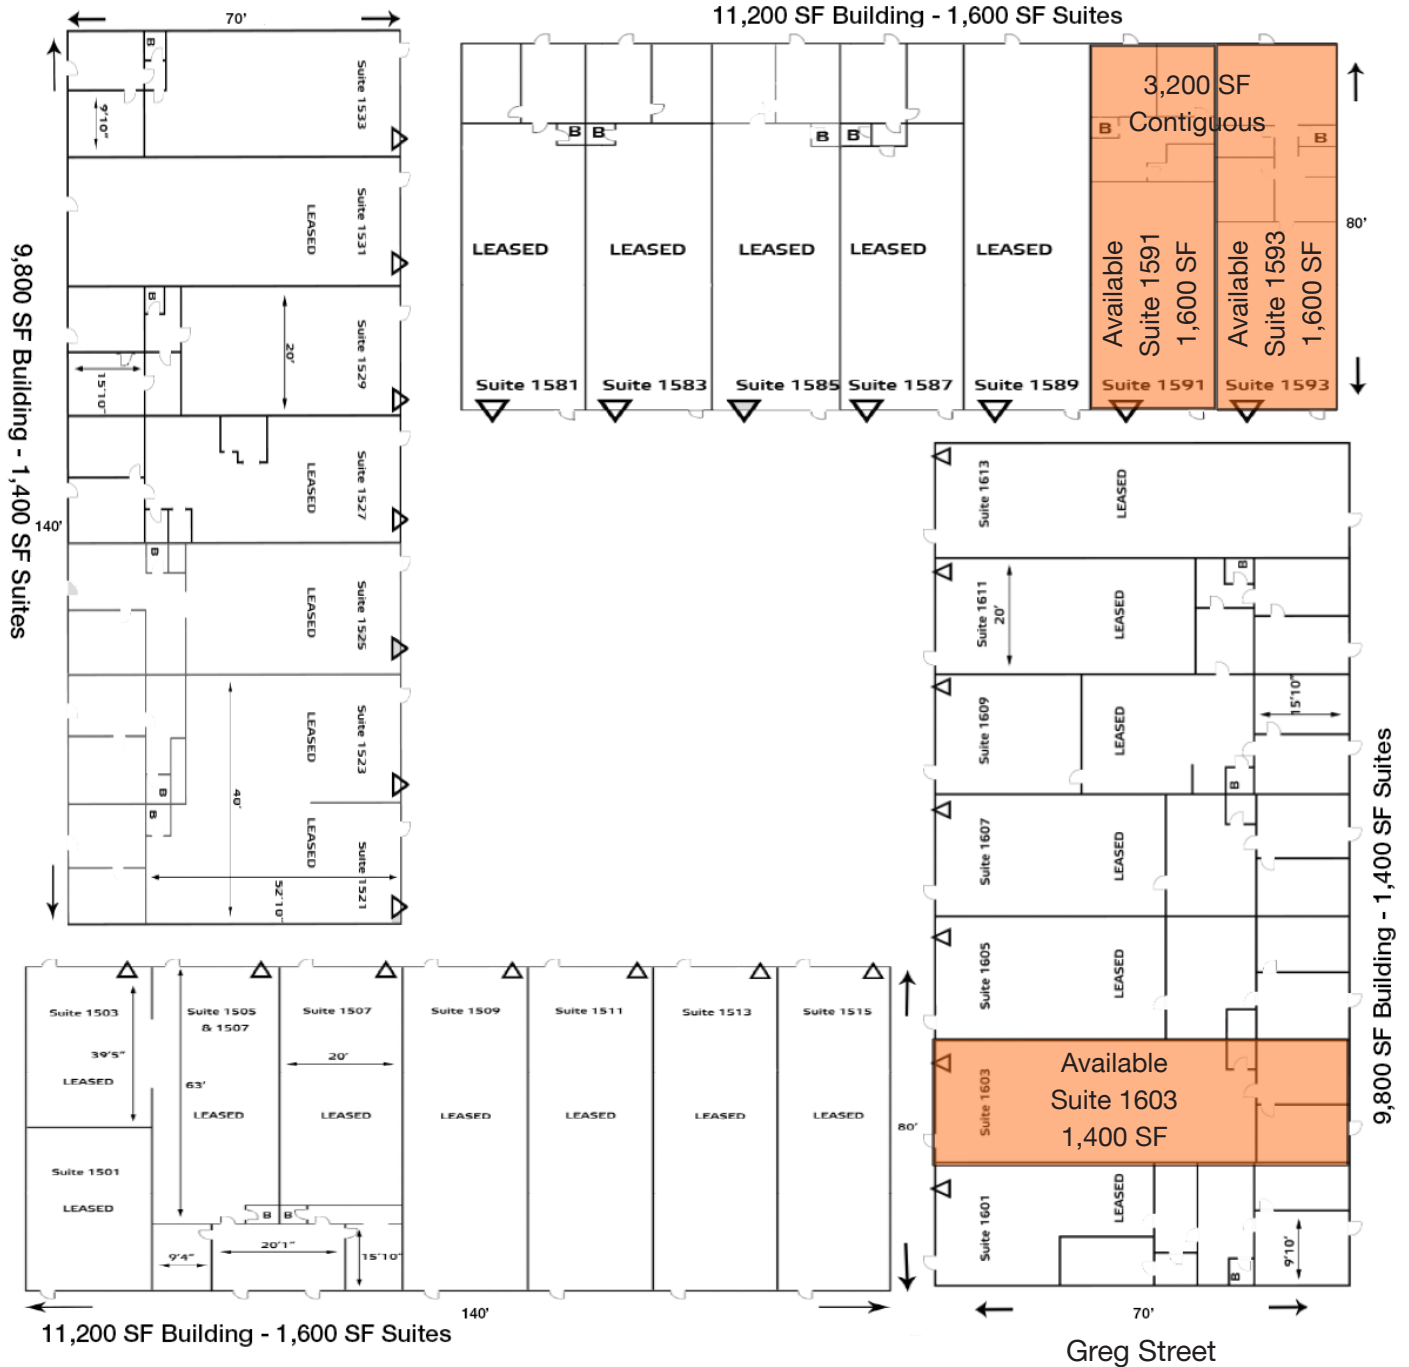 70'
11,200 SF Building - 1,600 SF Suites
B
Suite 1533
9'10"
Suite 1531
LEASED
B
Suite 1529
20'
15'10"
Suite 1527
LEASED
B
Suite 1525
LEASED
Suite 1523
LEASED
B
B
40'
Suite 1521
LEASED
52'10"
9,800 SF Building - 1,400 SF Suites
140'
B
B
B
B
B
B
3,200 SF
Contiguous
LEASED
LEASED
LEASED
LEASED
LEASED
Available
Suite 1591
1,600 SF
Available
Suite 1593
1,600 SF
80'
Suite 1581
Suite 1583
Suite 1585
Suite 1587
Suite 1589
Suite 1591
Suite 1593
Suite 1613
LEASED
Suite 1611
20'
LEASED
B
Suite 1609
LEASED
15'10"
B
Suite 1607
LEASED
Suite 1605
LEASED
Suite 1603
Available
Suite 1603
1,400 SF
Suite 1601
LEASED
B
9'10'
9,800 SF Building - 1,400 SF Suites
70'
Greg Street
Suite 1503
39'5"
LEASED
Suite 1501
LEASED
Suite 1505
& 1507
63'
LEASED
Suite 1507
20'
LEASED
Suite 1509
LEASED
Suite 1511
LEASED
Suite 1513
LEASED
Suite 1515
LEASED
80'
B
B
9'4"
20'1"
15'10"
140'
11,200 SF Building - 1,600 SF Suites